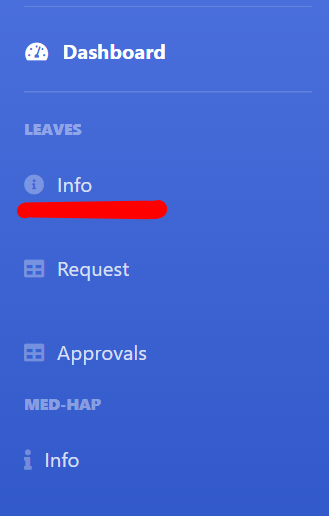 Dashboard
LEAVES
Info
Request
Approvals
MED-HAP
Info